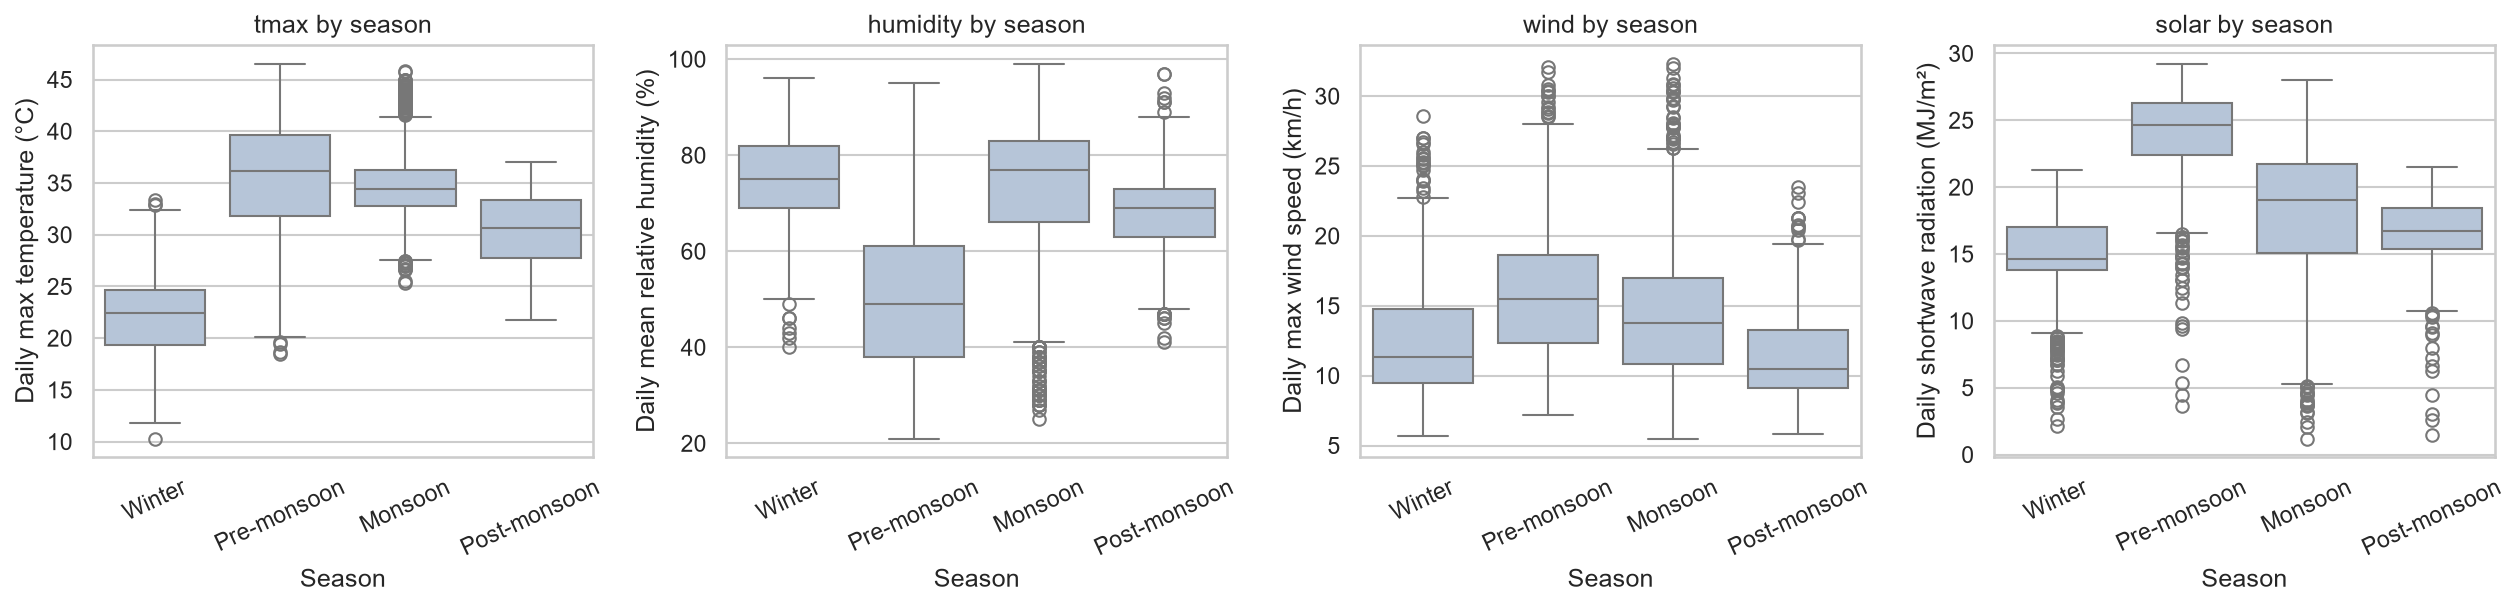 tmax by season
Daily max temperature (°C)
45
40
35
30
25
20
15
10
Winter
Pre-monsoon
Monsoon
Post-monsoon
Season
humidity by season
Daily mean relative humidity (%)
100
80
60
40
20
Winter
Pre-monsoon
Monsoon
Post-monsoon
Season
wind by season
Daily max wind speed (km/h)
30
25
20
15
10
5
Winter
Pre-monsoon
Monsoon
Post-monsoon
Season
solar by season
Daily shortwave radiation (MJ/m²)
30
25
20
15
10
5
0
Winter
Pre-monsoon
Monsoon
Post-monsoon
Season